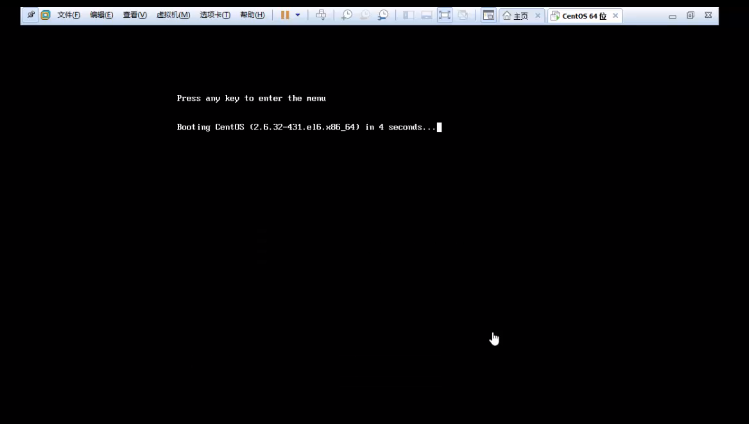 文件(F) 编辑(E) 查看(V) 虚拟机(M) 选项卡(T) 帮助(H) 主页 × CentOS 64 位 ×
Press any key to enter the menu
Booting CentOS (2.6.32-431.el6.x86_64) in 4 seconds...